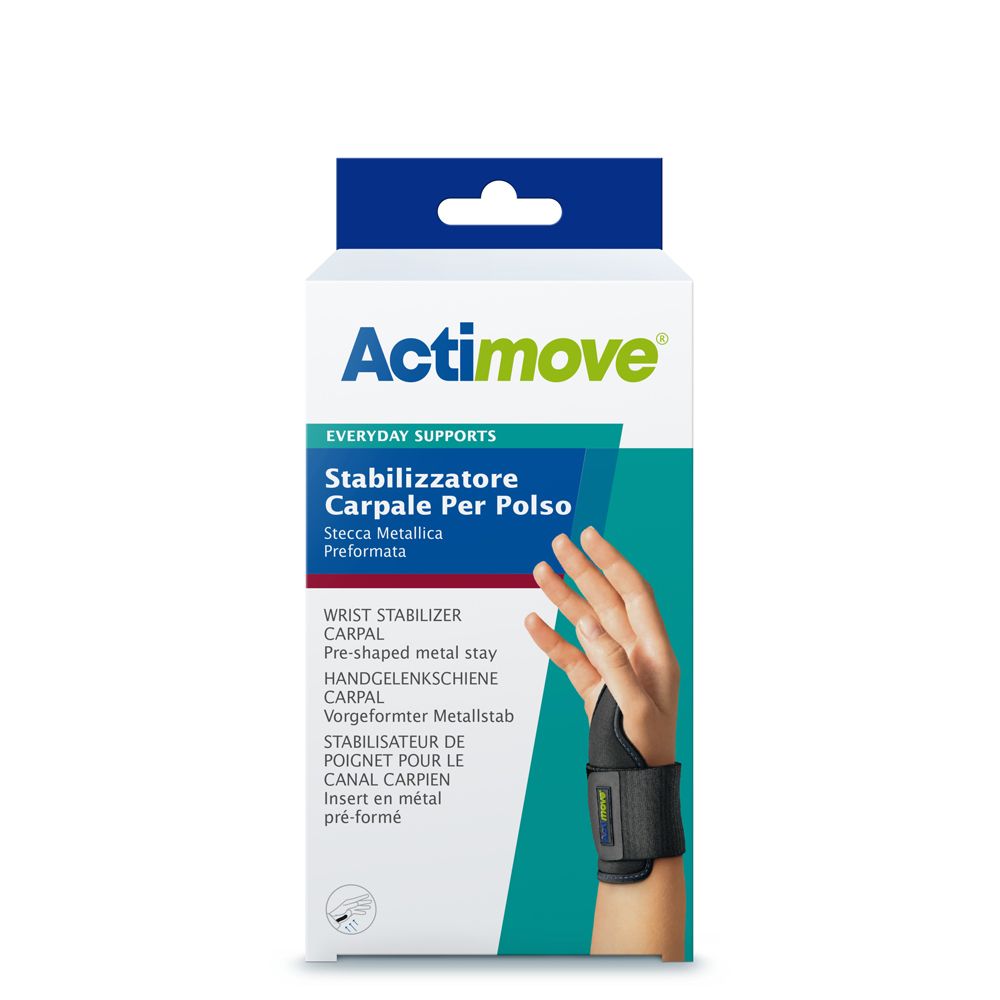 Actimove®
EVERYDAY SUPPORTS
Stabilizzatore
Carpale Per Polso
Stecca Metallica
Preformata
WRIST STABILIZER
CARPAL
Pre-shaped metal stay
HANDGELENKSCHIENE
CARPAL
Vorgeformter Metallstab
STABILISATEUR DE
POIGNET POUR LE
CANAL CARPIEN
Insert en métal
pré-formé
Actimove